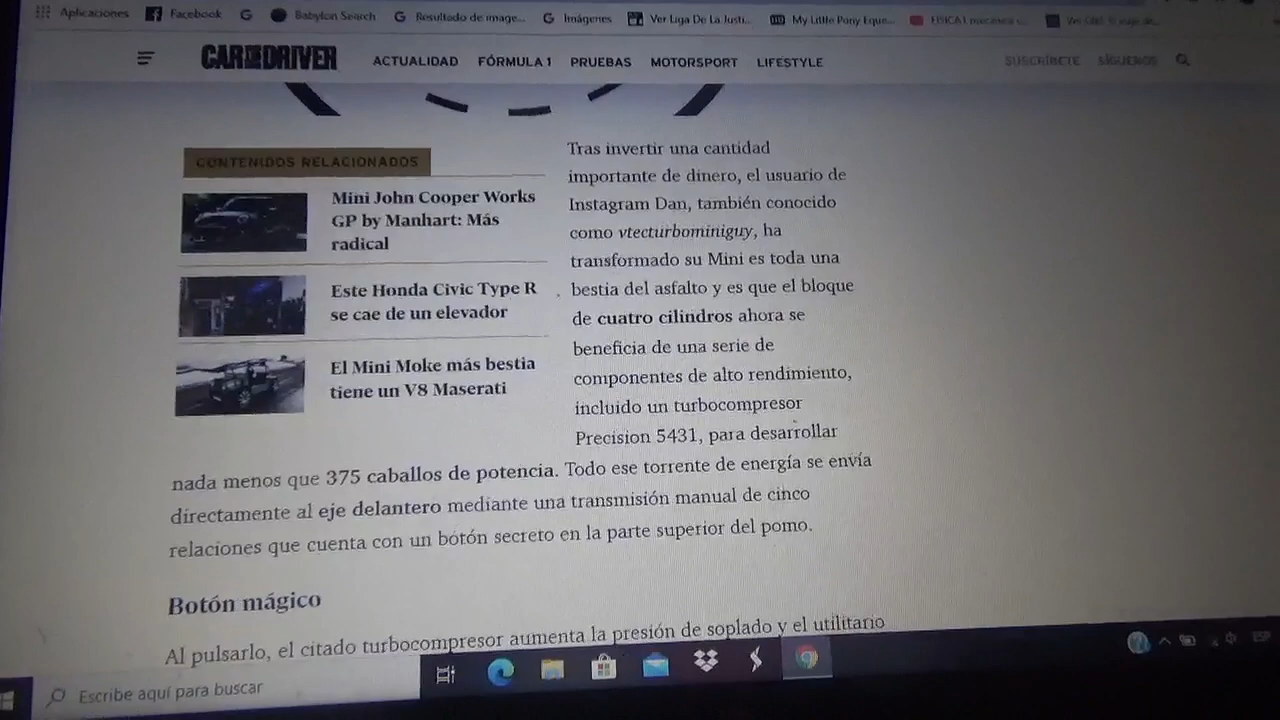 Aplicaciones Facebook Babylon Search Resultado de image... Imágenes Ver Liga De La Justi... My Little Pony Eque...
CAR AND DRIVER ACTUALIDAD FÓRMULA 1 PRUEBAS MOTORSPORT LIFESTYLE SUSCRÍBETE SÍGUENOS
CONTENIDOS RELACIONADOS
Mini John Cooper Works
GP by Manhart: Más
radical
Este Honda Civic Type R
se cae de un elevador
El Mini Moke más bestia
tiene un V8 Maserati
Tras invertir una cantidad
importante de dinero, el usuario de
Instagram Dan, también conocido
como vtecturbominiguy, ha
transformado su Mini es toda una
bestia del asfalto y es que el bloque
de cuatro cilindros ahora se
beneficia de una serie de
componentes de alto rendimiento,
incluido un turbocompresor
Precision 5431, para desarrollar
nada menos que 375 caballos de potencia. Todo ese torrente de energía se envía
directamente al eje delantero mediante una transmisión manual de cinco
relaciones que cuenta con un botón secreto en la parte superior del pomo.
Botón mágico
Al pulsarlo, el citado turbocompresor aumenta la presión de soplado y el utilitario
Escribe aquí para buscar
ESP